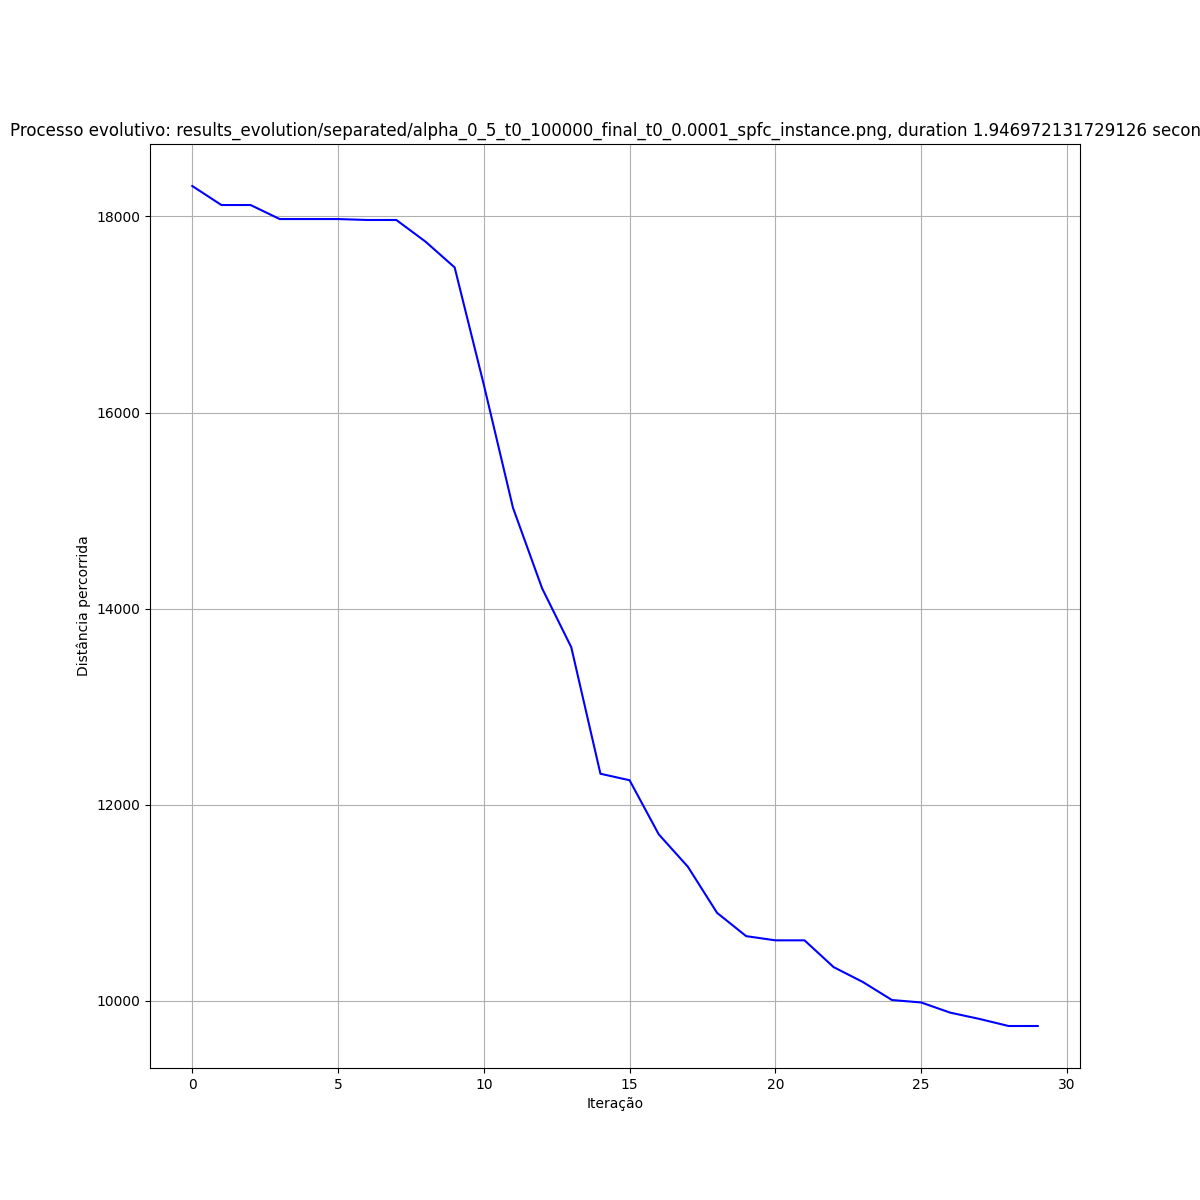 Processo evolutivo: results_evolution/separated/alpha_0_5_t0_100000_final_t0_0.0001_spfc_instance.png, duration 1.946972131729126 secon
18000
16000
14000
12000
10000
Distância percorrida
0 5 10 15 20 25 30
Iteração